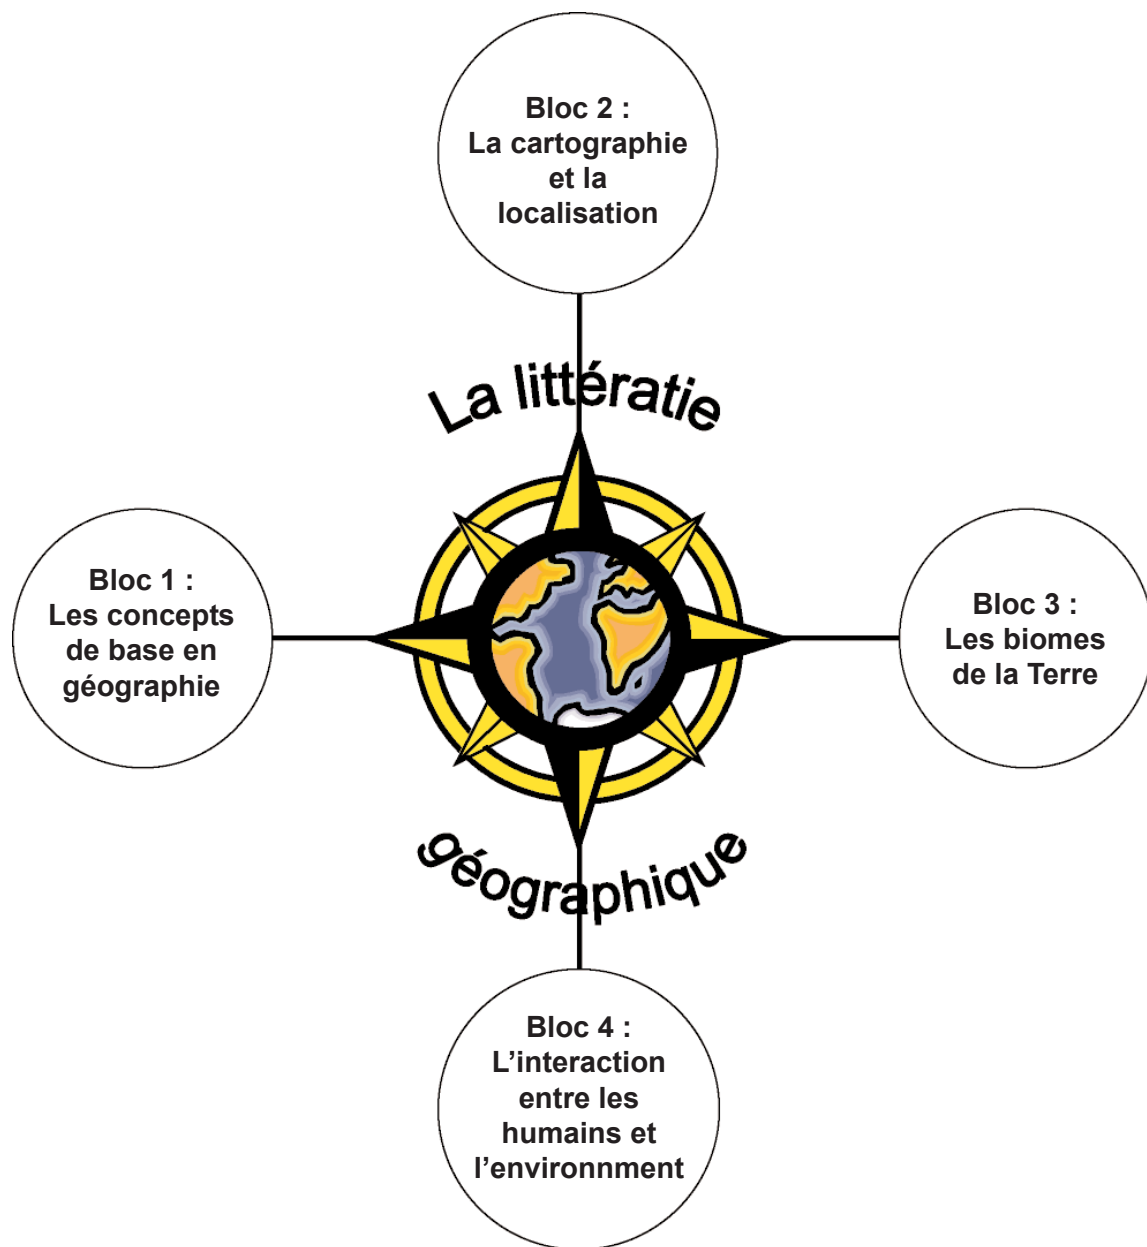 Bloc 2 :
La cartographie
et la
localisation
La littératie
Bloc 1 :
Les concepts
de base en
géographie
Bloc 3 :
Les biomes
de la Terre
géographique
Bloc 4 :
L’interaction
entre les
humains et
l’environnment